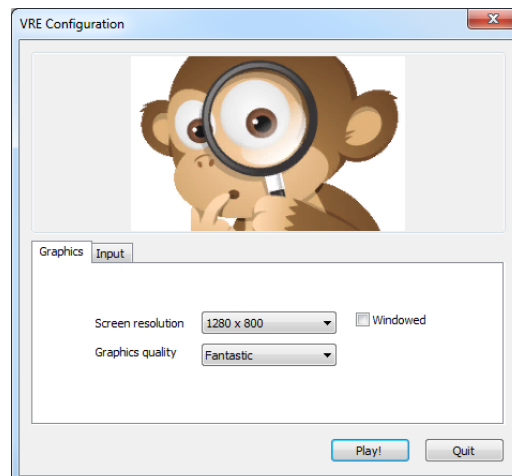 VRE Configuration
Graphics Input
Screen resolution 1280 x 800 Windowed
Graphics quality Fantastic
Play! Quit